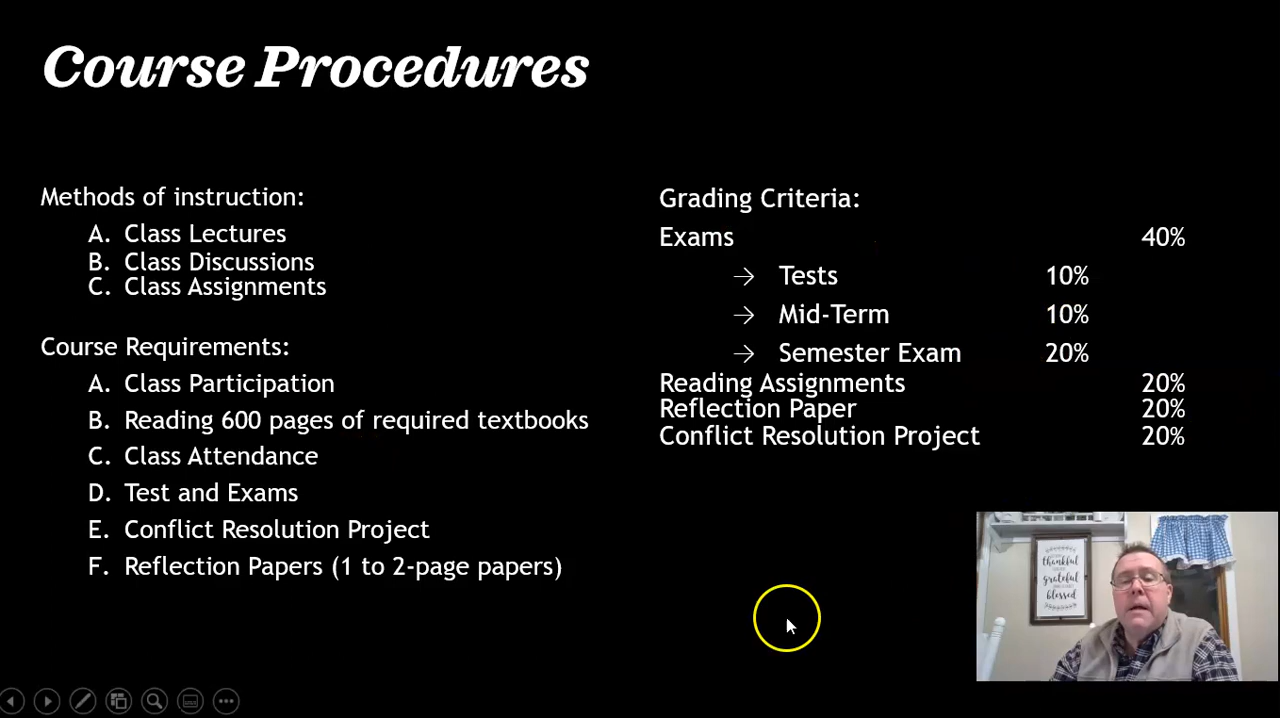 Course Procedures
Methods of instruction:
A. Class Lectures
B. Class Discussions
C. Class Assignments
Course Requirements:
A. Class Participation
B. Reading 600 pages of required textbooks
C. Class Attendance
D. Test and Exams
E. Conflict Resolution Project
F. Reflection Papers (1 to 2-page papers)
Grading Criteria:
Exams 40%
→ Tests 10%
→ Mid-Term 10%
→ Semester Exam 20%
Reading Assignments 20%
Reflection Paper 20%
Conflict Resolution Project 20%
thankful
grateful
blessed